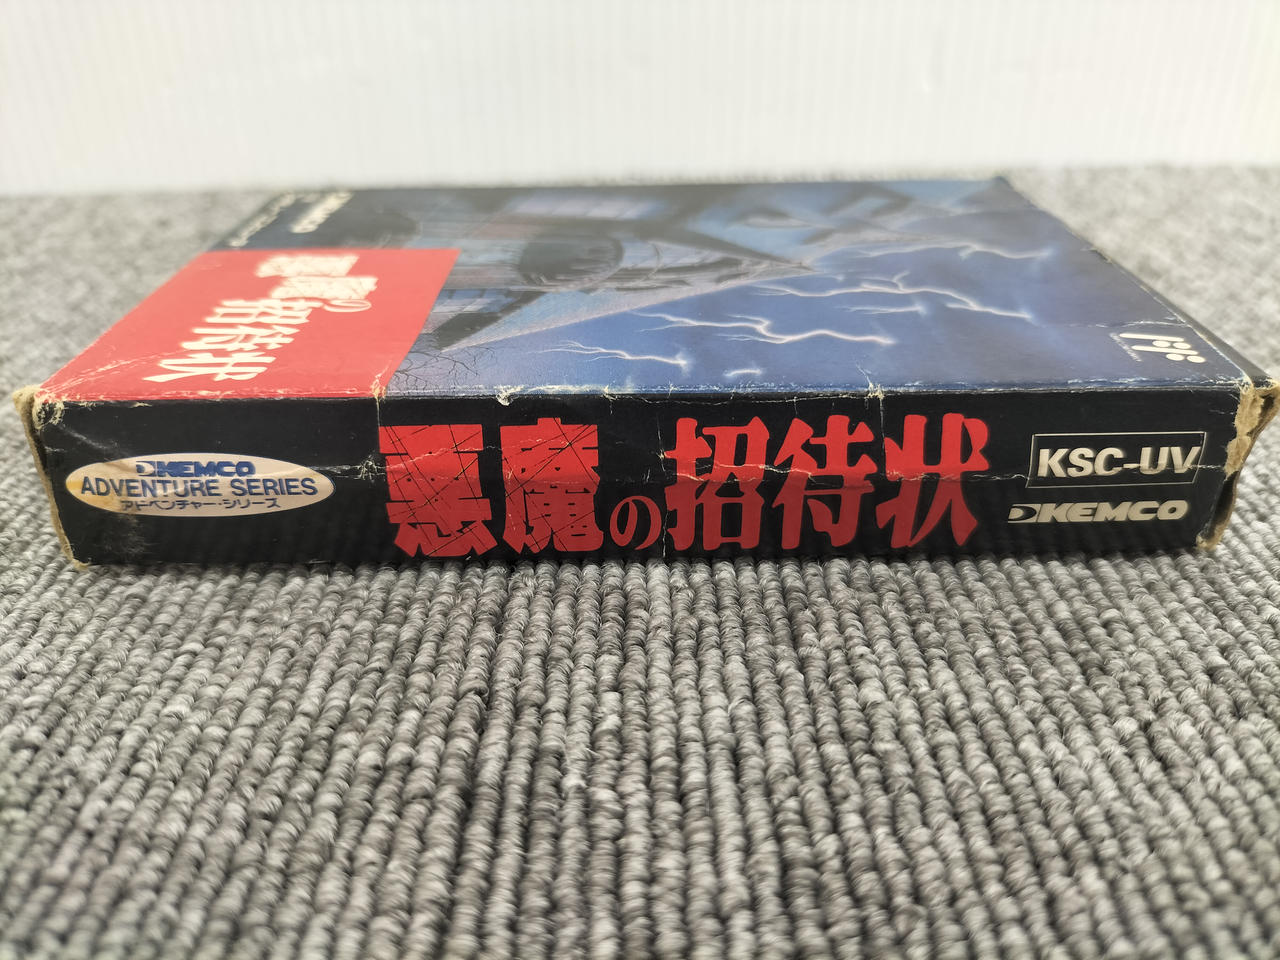 悪魔の招待状
KEMCO
ADVENTURE SERIES
アドベンチャー・シリーズ
悪魔の招待状
KSC-UV
KEMCO